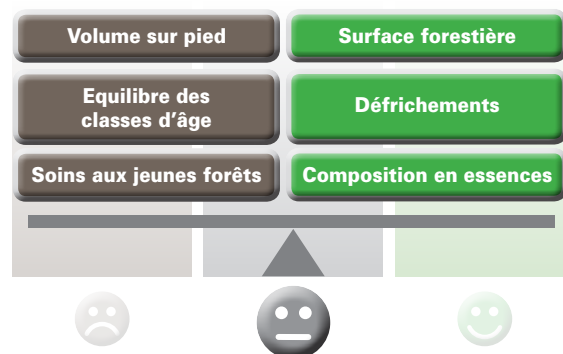 Volume sur pied
Surface forestière
Equilibre des
classes d'âge
Défrichements
Soins aux jeunes forêts
Composition en essences